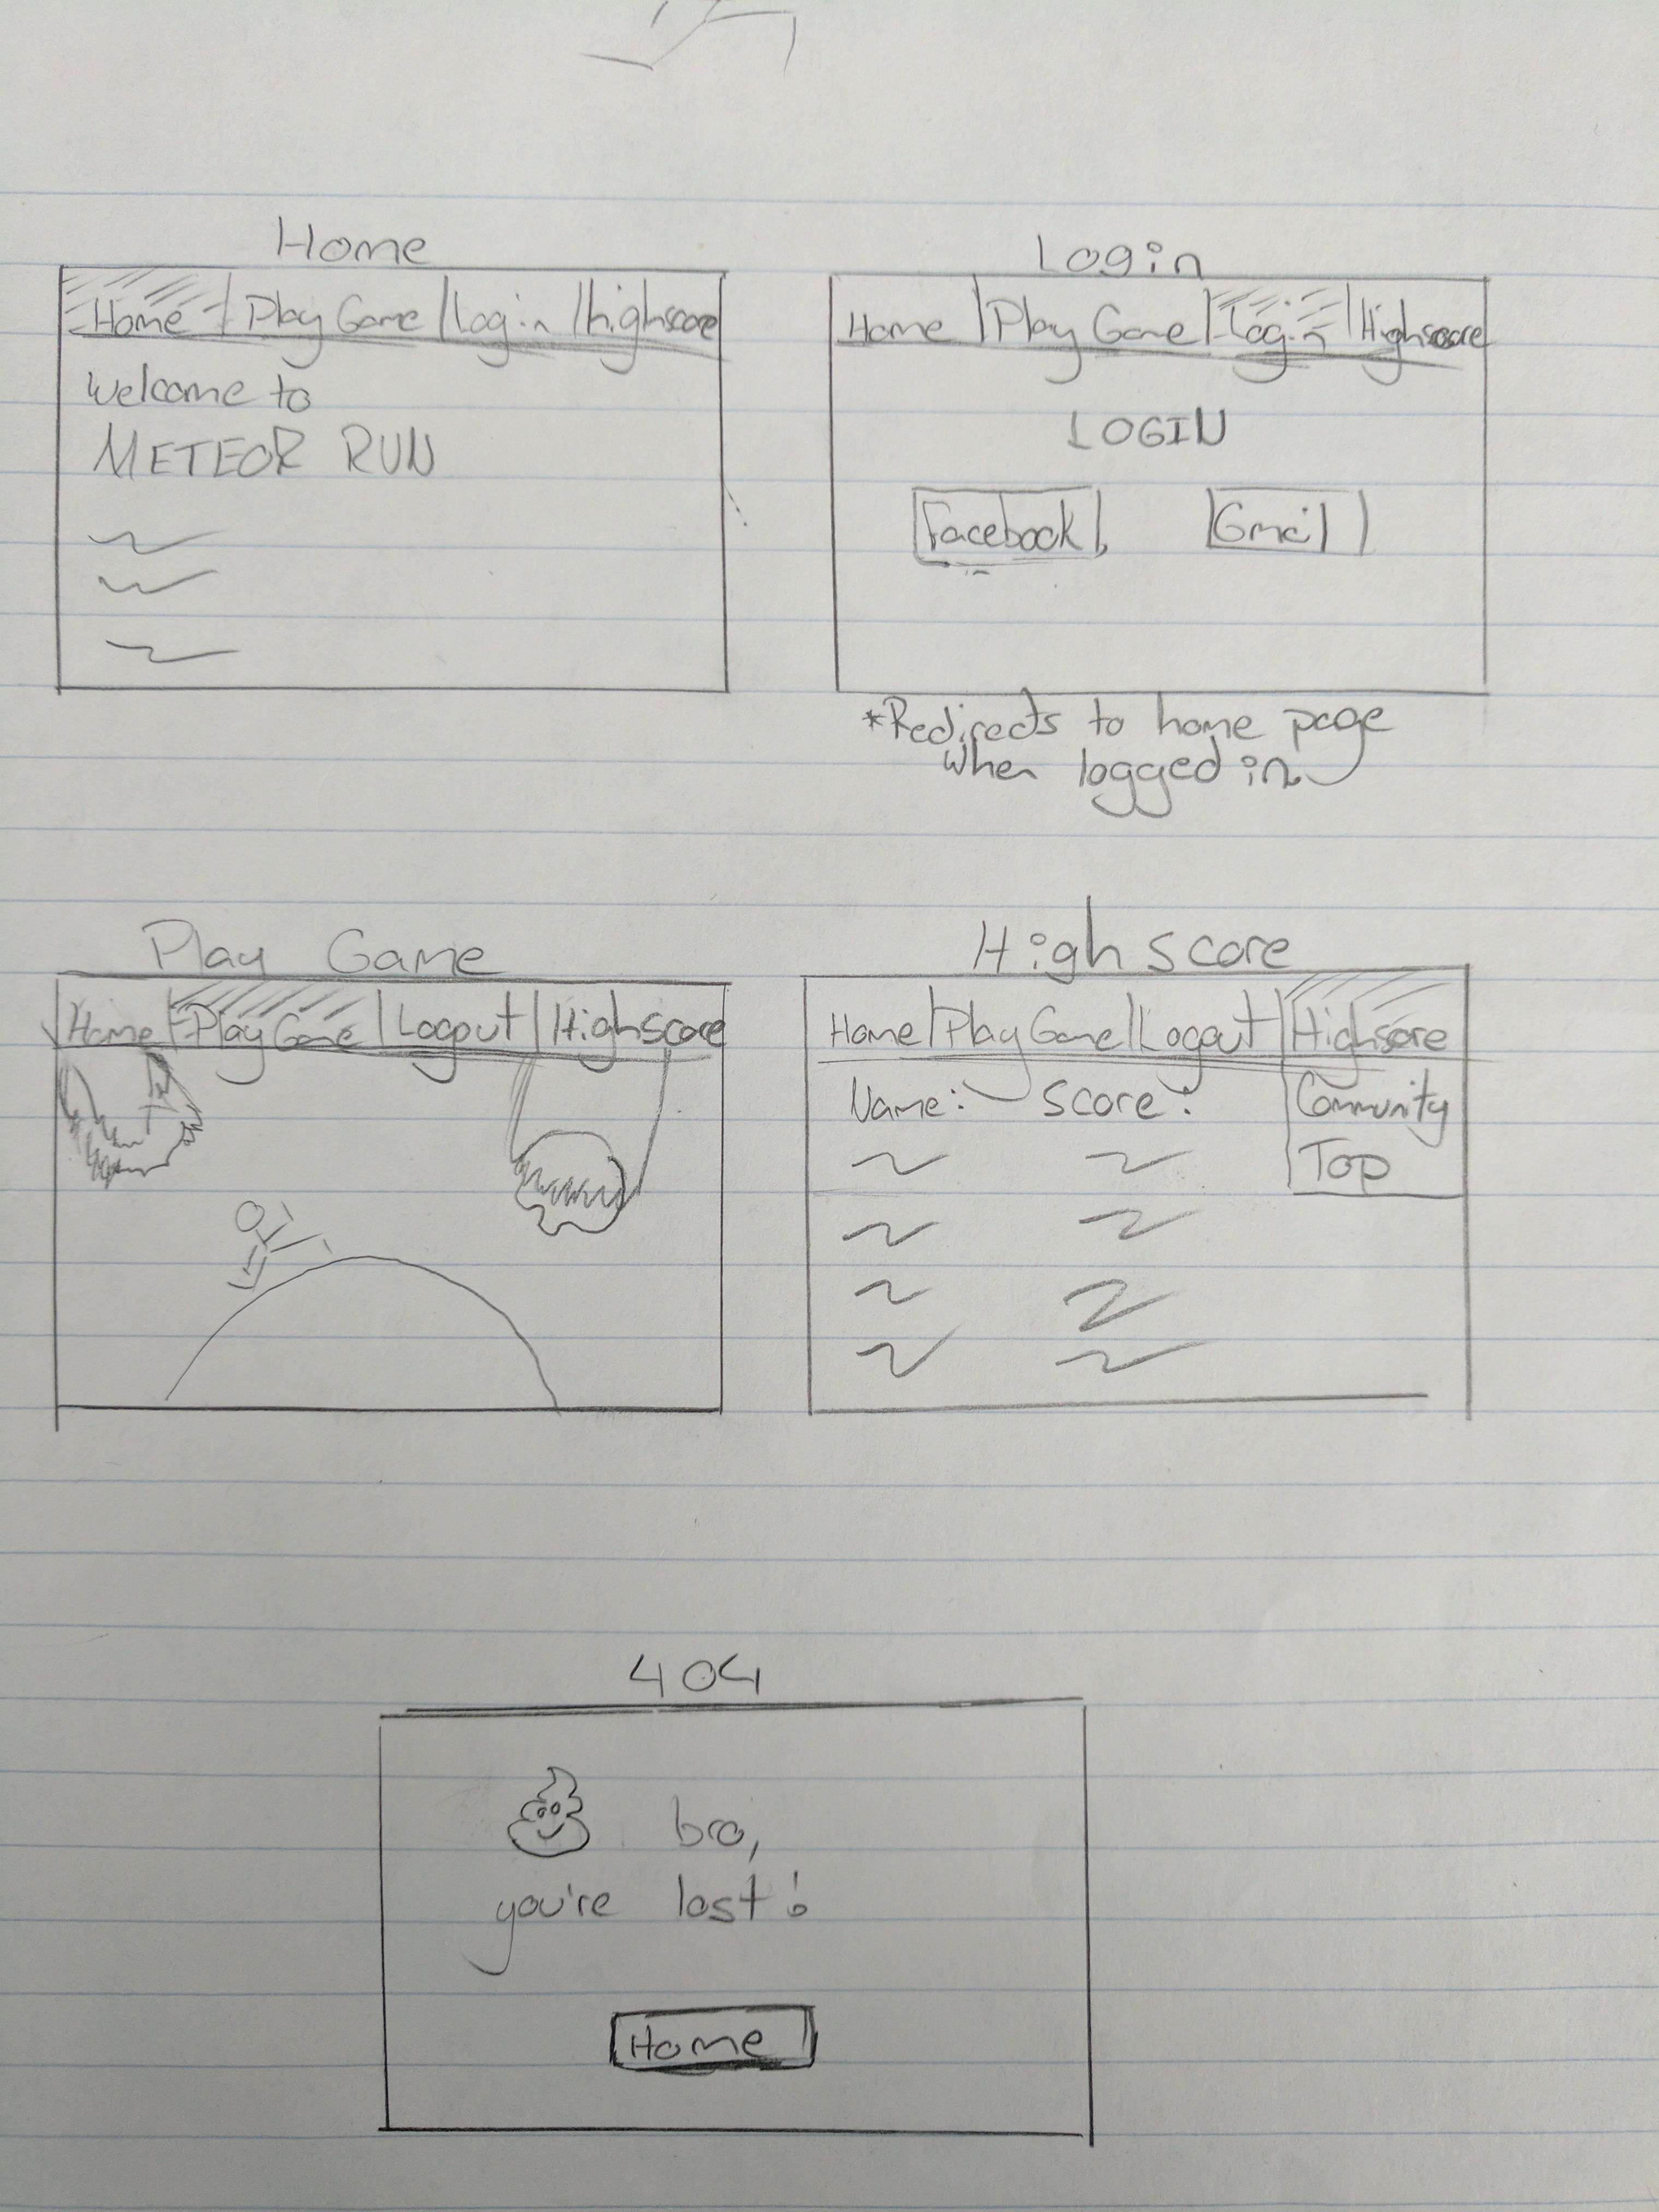 Home
Home | Play Game | Login | highscore
Welcome to
METEOR RUN
Login
Home | Play Game | Login | Highscore
LOGIN
Facebook
Gmail
*Redirects to home page
when logged in
Play Game
Home | Play Game | Logout | Highscore
Highscore
Home | Play Game | Logout | Highscore
Name: Score:
Community
Top
404
bro,
you're lost!
Home